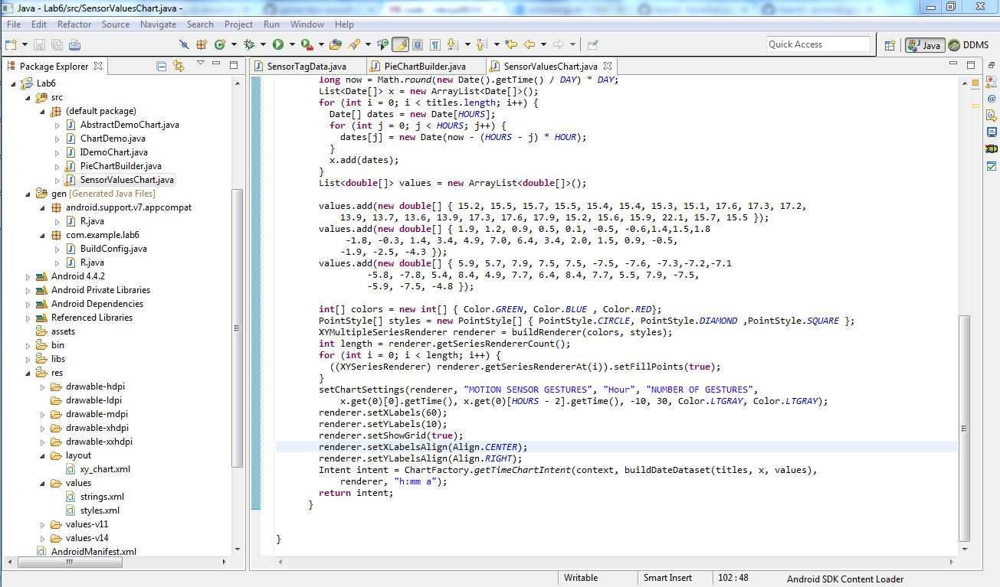 Java - Lab6/src/SensorValuesChart.java -
File Edit Refactor Source Navigate Search Project Run Window Help
Quick Access
Java
DDMS
Package Explorer
SensorTagData.java
PieChartBuilder.java
SensorValuesChart.java
Lab6
src
(default package)
AbstractDemoChart.java
ChartDemo.java
IDemoChart.java
PieChartBuilder.java
SensorValuesChart.java
gen [Generated Java Files]
android.support.v7.appcompat
R.java
com.example.lab6
BuildConfig.java
R.java
Android 4.4.2
Android Private Libraries
Android Dependencies
Referenced Libraries
assets
bin
libs
res
drawable-hdpi
drawable-ldpi
drawable-mdpi
drawable-xhdpi
drawable-xxhdpi
layout
xy_chart.xml
values
strings.xml
styles.xml
values-v11
values-v14
AndroidManifest.xml
long now = Math.round(new Date().getTime() / DAY) * DAY;
List<Date[]> x = new ArrayList<Date[]>();
for (int i = 0; i < titles.length; i++) {
Date[] dates = new Date[HOURS];
for (int j = 0; j < HOURS; j++) {
dates[j] = new Date(now - (HOURS - j) * HOUR);
}
x.add(dates);
}
List<double[]> values = new ArrayList<double[]>();
values.add(new double[] { 15.2, 15.5, 15.7, 15.5, 15.4, 15.4, 15.3, 15.1, 17.6, 17.3, 17.2,
13.9, 13.7, 13.6, 13.9, 17.3, 17.6, 17.9, 15.2, 15.6, 15.9, 22.1, 15.7, 15.5 });
values.add(new double[] { 1.9, 1.2, 0.9, 0.5, 0.1, -0.5, -0.6,1.4,1.5,1.8
-1.8, -0.3, 1.4, 3.4, 4.9, 7.0, 6.4, 3.4, 2.0, 1.5, 0.9, -0.5,
-1.9, -2.5, -4.3 });
values.add(new double[] { 5.9, 5.7, 7.9, 7.5, 7.5, -7.5, -7.6, -7.3,-7.2,-7.1
-5.8, -7.8, 5.4, 8.4, 4.9, 7.7, 6.4, 8.4, 7.7, 5.5, 7.9, -7.5,
-5.9, -7.5, -4.8 });
int[] colors = new int[] { Color.GREEN, Color.BLUE , Color.RED};
PointStyle[] styles = new PointStyle[] { PointStyle.CIRCLE, PointStyle.DIAMOND ,PointStyle.SQUARE };
XYMultipleSeriesRenderer renderer = buildRenderer(colors, styles);
int length = renderer.getSeriesRendererCount();
for (int i = 0; i < length; i++) {
((XYSeriesRenderer) renderer.getSeriesRendererAt(i)).setFillPoints(true);
}
setChartSettings(renderer, "MOTION SENSOR GESTURES", "Hour", "NUMBER OF GESTURES",
x.get(0)[0].getTime(), x.get(0)[HOURS - 2].getTime(), -10, 30, Color.LTGRAY, Color.LTGRAY);
renderer.setXLabels(60);
renderer.setYLabels(10);
renderer.setShowGrid(true);
renderer.setXLabelsAlign(Align.CENTER);
renderer.setYLabelsAlign(Align.RIGHT);
Intent intent = ChartFactory.getTimeChartIntent(context, buildDateDataset(titles, x, values),
renderer, "h:mm a");
return intent;
}
}
Writable
Smart Insert
102 : 48
Android SDK Content Loader